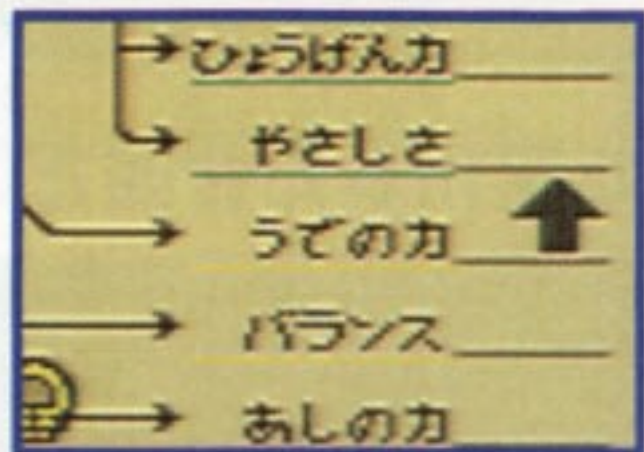 ひょうげん力
やさしさ
うでの力
バランス
あしの力